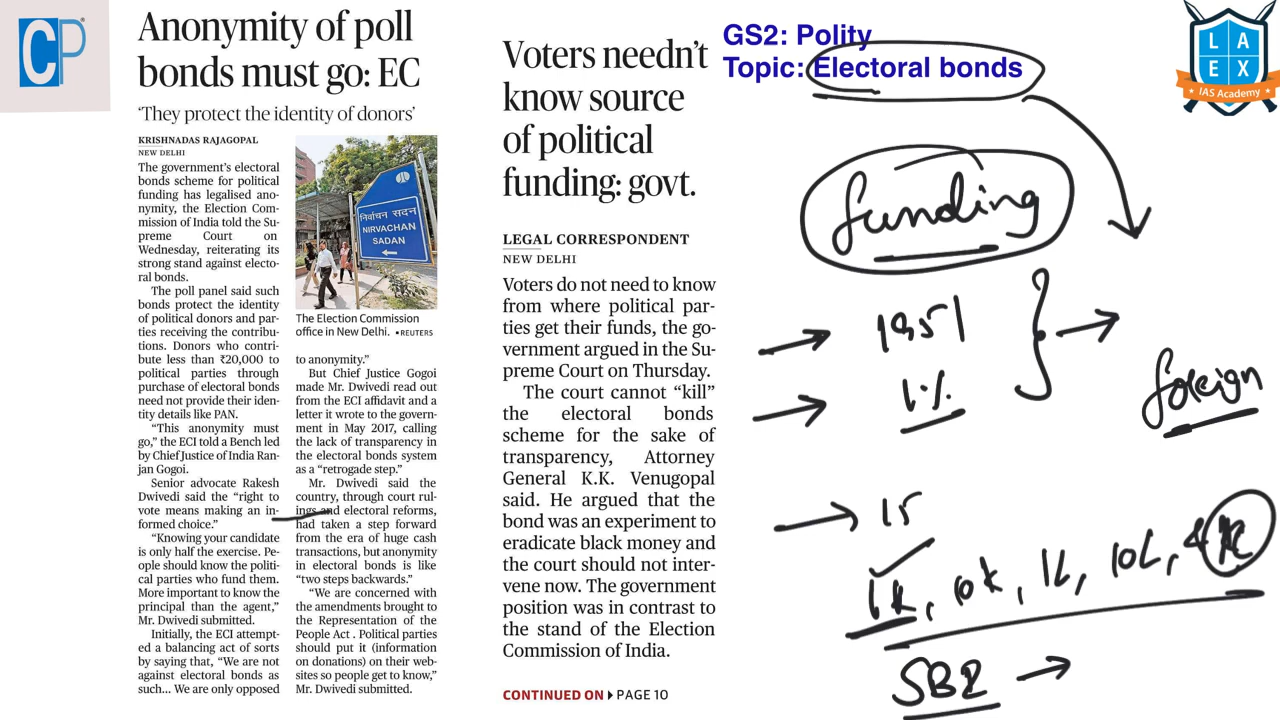 CP
Anonymity of poll
bonds must go: EC
‘They protect the identity of donors’
KRISHNADAS RAJAGOPAL
NEW DELHI
The government’s electoral
bonds scheme for political
funding has legalised ano-
nymity, the Election Com-
mission of India told the Su-
preme Court on
Wednesday, reiterating its
strong stand against electo-
ral bonds.
The poll panel said such
bonds protect the identity
of political donors and par-
ties receiving the contribu-
tions. Donors who contri-
bute less than ₹20,000 to
political parties through
purchase of electoral bonds
need not provide their iden-
tity details like PAN.
“This anonymity must
go,” the ECI told a Bench led
by Chief Justice of India Ran-
jan Gogoi.
Senior advocate Rakesh
Dwivedi said the “right to
vote means making an in-
formed choice.”
“Knowing your candidate
is only half the exercise. Pe-
ople should know the politi-
cal parties who fund them.
More important to know the
principal than the agent,”
Mr. Dwivedi submitted.
Initially, the ECI attempt-
ed a balancing act of sorts
by saying that, “We are not
against electoral bonds as
such... We are only opposed
निर्वाचन सदन
NIRVACHAN
SADAN
The Election Commission
office in New Delhi. •REUTERS
to anonymity.”
But Chief Justice Gogoi
made Mr. Dwivedi read out
from the ECI affidavit and a
letter it wrote to the govern-
ment in May 2017, calling
the lack of transparency in
the electoral bonds system
as a “retrogade step.”
Mr. Dwivedi said the
country, through court rul-
ings and electoral reforms,
had taken a step forward
from the era of huge cash
transactions, but anonymity
in electoral bonds is like
“two steps backwards.”
“We are concerned with
the amendments brought to
the Representation of the
People Act . Political parties
should put it (information
on donations) on their web-
sites so people get to know,”
Mr. Dwivedi submitted.
Voters needn’t
know source
of political
funding: govt.
LEGAL CORRESPONDENT
NEW DELHI
Voters do not need to know
from where political par-
ties get their funds, the go-
vernment argued in the Su-
preme Court on Thursday.
The court cannot “kill”
the electoral bonds
scheme for the sake of
transparency, Attorney
General K.K. Venugopal
said. He argued that the
bond was an experiment to
eradicate black money and
the court should not inter-
vene now. The government
position was in contrast to
the stand of the Election
Commission of India.
CONTINUED ON PAGE 10
GS2: Polity
Topic: Electoral bonds
LA
EX
IAS Academy
funding
1951
1%
foreign
15
1k, 10k, 1L, 10L, &
SBI